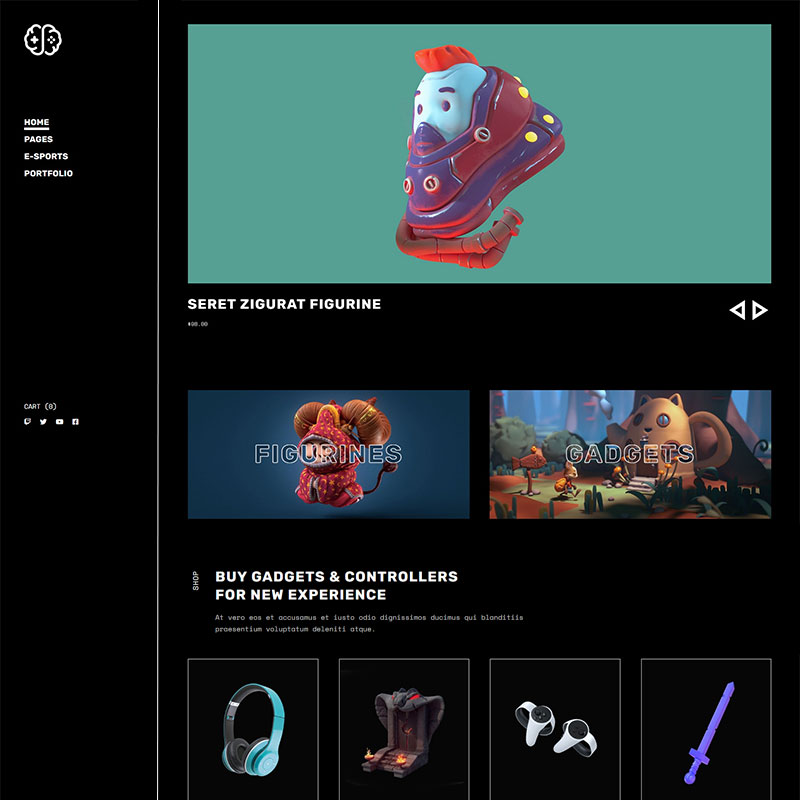 HOME
PAGES
E-SPORTS
PORTFOLIO
CART (0)
SERET ZIGURAT FIGURINE
$98.00
FIGURINES
GADGETS
SHOP
BUY GADGETS & CONTROLLERS
FOR NEW EXPERIENCE
At vero eos et accusamus et iusto odio dignissimos ducimus qui blanditiis
praesentium voluptatum deleniti atque.